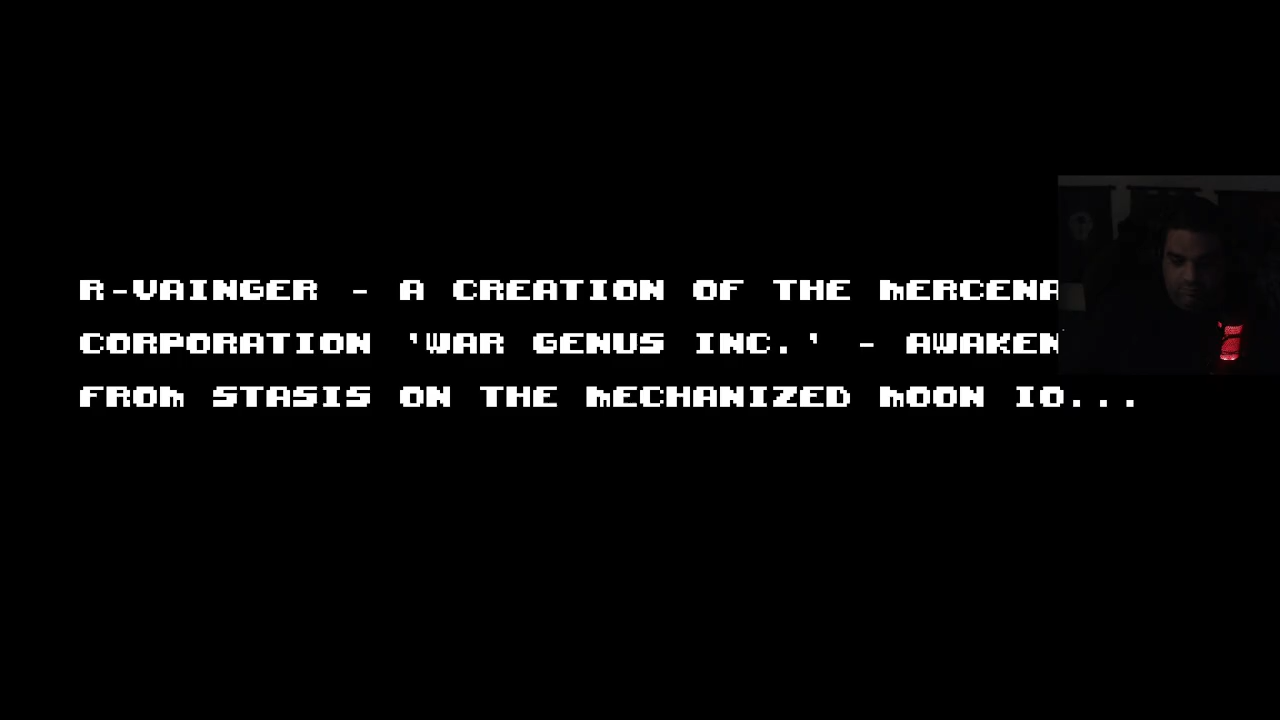 R-VAINGER - A CREATION OF THE MERCENA
CORPORATION 'WAR GENUS INC.' - AWAKEN
FROM STASIS ON THE MECHANIZED MOON IO...